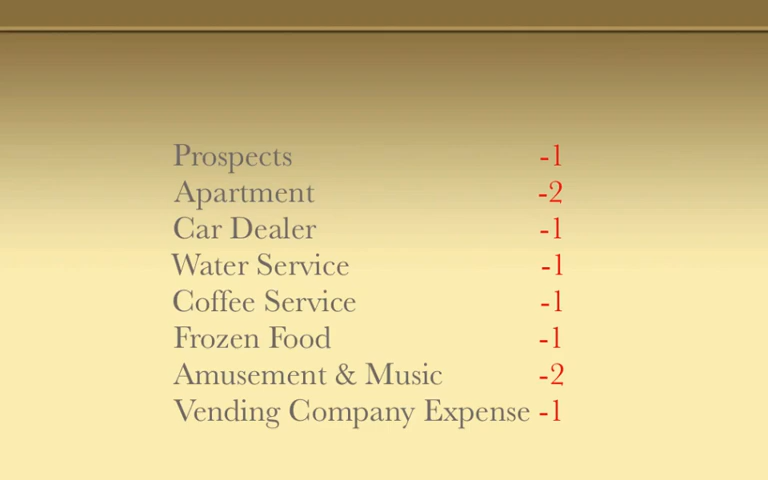 Prospects -1
Apartment -2
Car Dealer -1
Water Service -1
Coffee Service -1
Frozen Food -1
Amusement & Music -2
Vending Company Expense -1